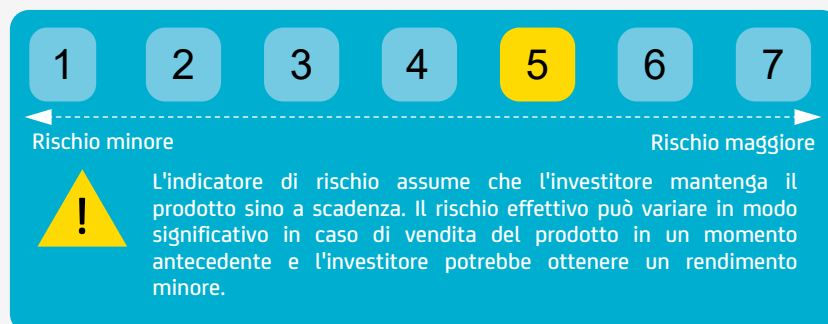 1 2 3 4 5 6 7
Rischio minore Rischio maggiore
!
L'indicatore di rischio assume che l'investitore mantenga il
prodotto sino a scadenza. Il rischio effettivo può variare in modo
significativo in caso di vendita del prodotto in un momento
antecedente e l'investitore potrebbe ottenere un rendimento
minore.